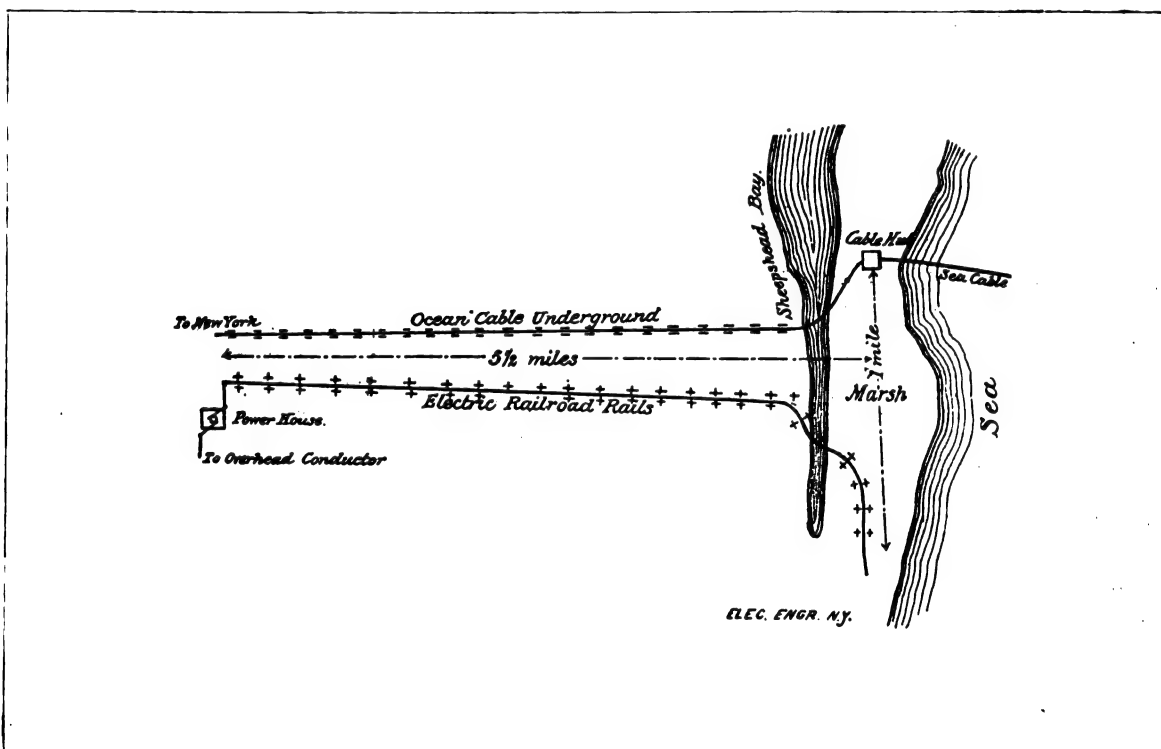 Sheepshead Bay.
Cable Hut
Sea Cable
To New York
Ocean Cable Underground
5½ miles
1 mile
Marsh
Electric Railroad Rails
Power House.
To Overhead Conductor
Sea
ELEC. ENGR. N.Y.